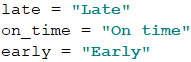 late = "Late"
on_time = "On time"
early = "Early"